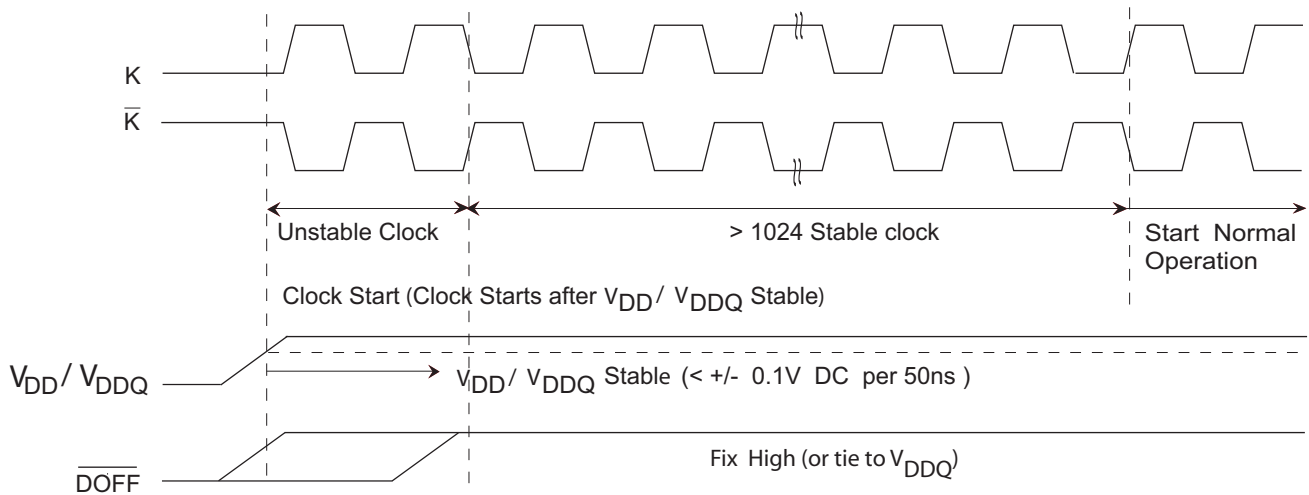 K
K̅
Unstable Clock
> 1024 Stable clock
Start Normal
Operation
Clock Start (Clock Starts after VDD / VDDQ Stable)
VDD / VDDQ
VDD / VDDQ Stable (< +/- 0.1V DC per 50ns )
DOFF
Fix High (or tie to VDDQ)